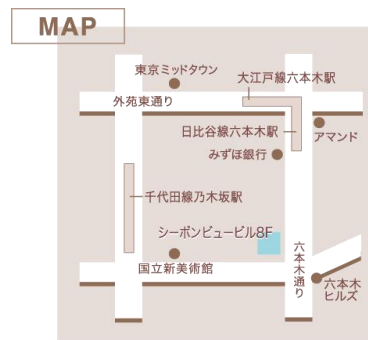 MAP
東京ミッドタウン
大江戸線六本木駅
外苑東通り
日比谷線六本木駅
アマンド
みずほ銀行
千代田線乃木坂駅
シーボンビュービル8F
六本木通り
国立新美術館
六本木
ヒルズ